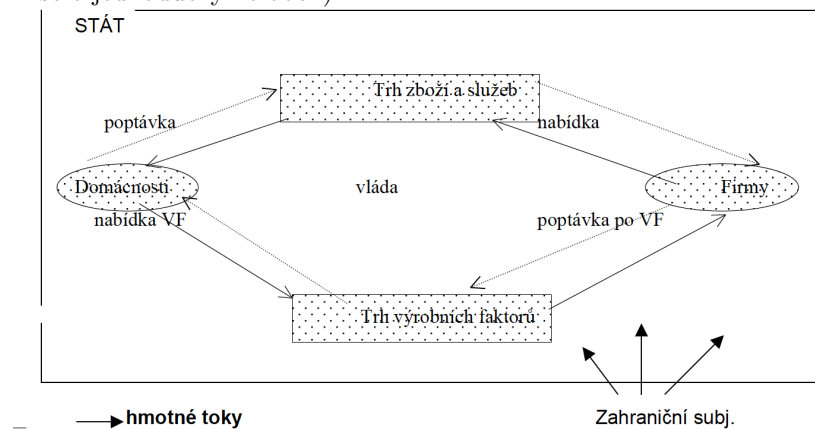 STÁT
Trh zboží a služeb
poptávka
nabídka
Domácnosti
vláda
Firmy
nabídka VF
poptávka po VF
Trh výrobních faktorů
hmotné toky
Zahraniční subj.